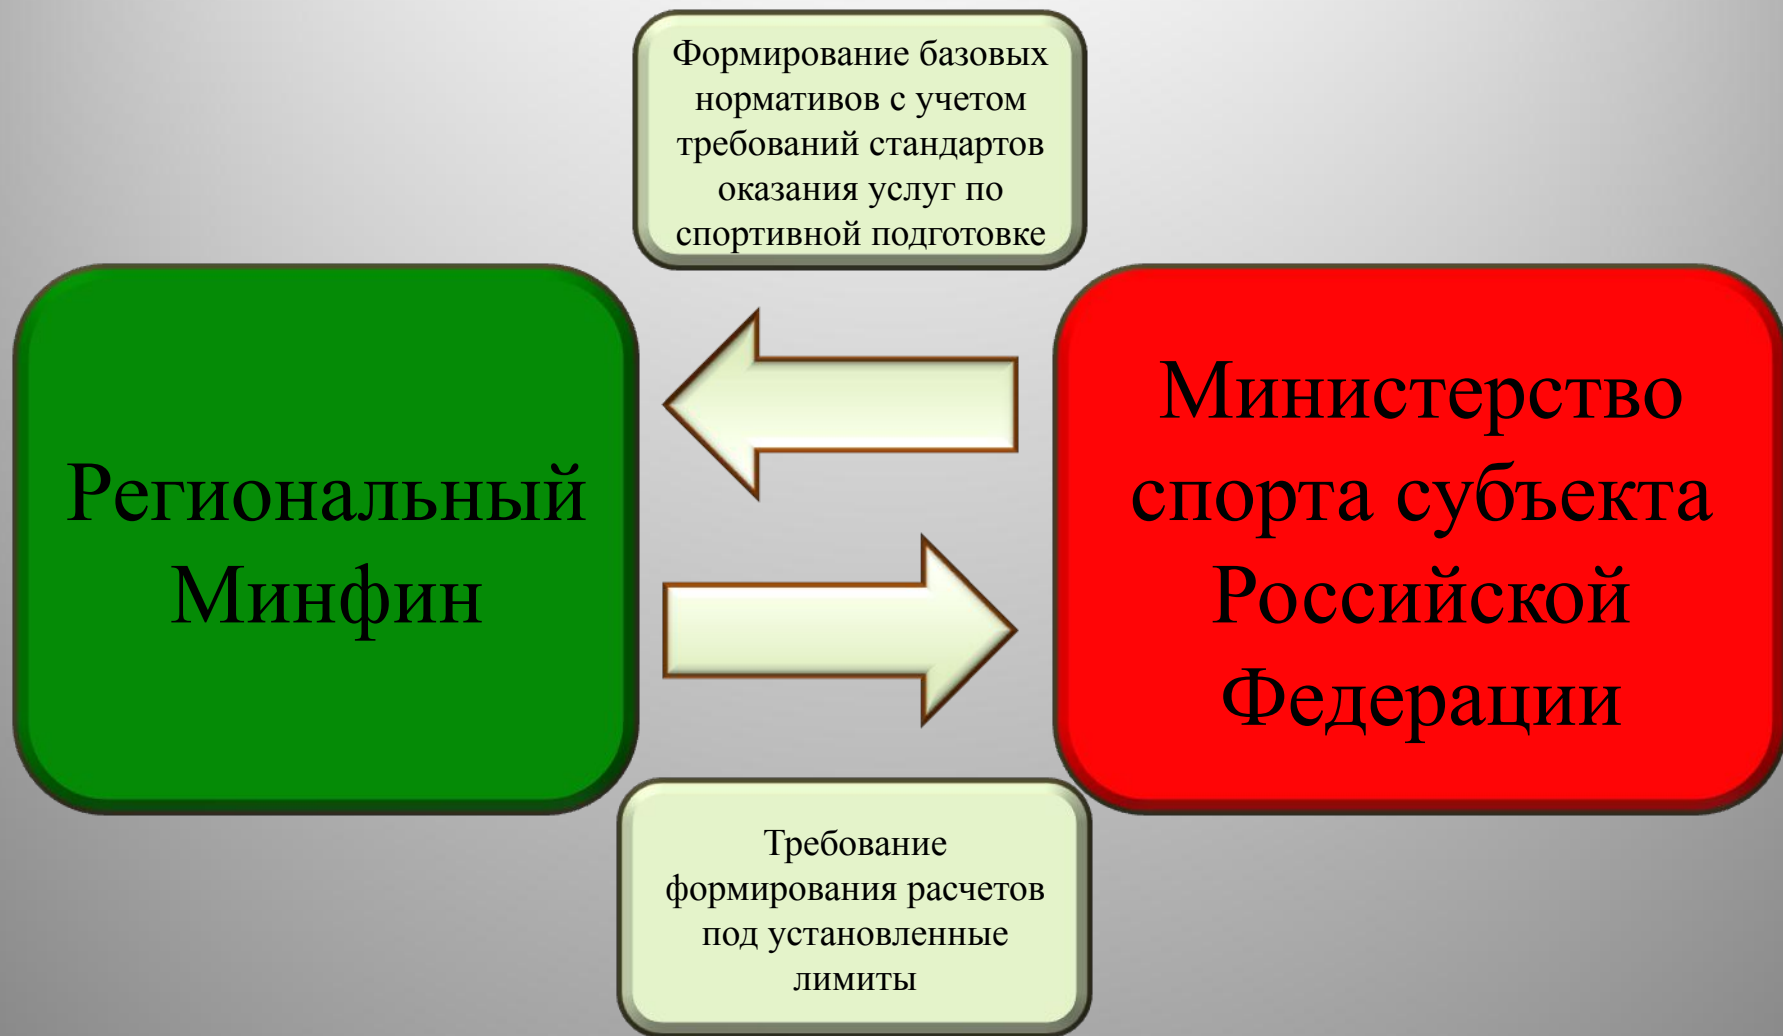 Формирование базовых
нормативов с учетом
требований стандартов
оказания услуг по
спортивной подготовке
Региональный
Минфин
Министерство
спорта субъекта
Российской
Федерации
Требование
формирования расчетов
под установленные
лимиты